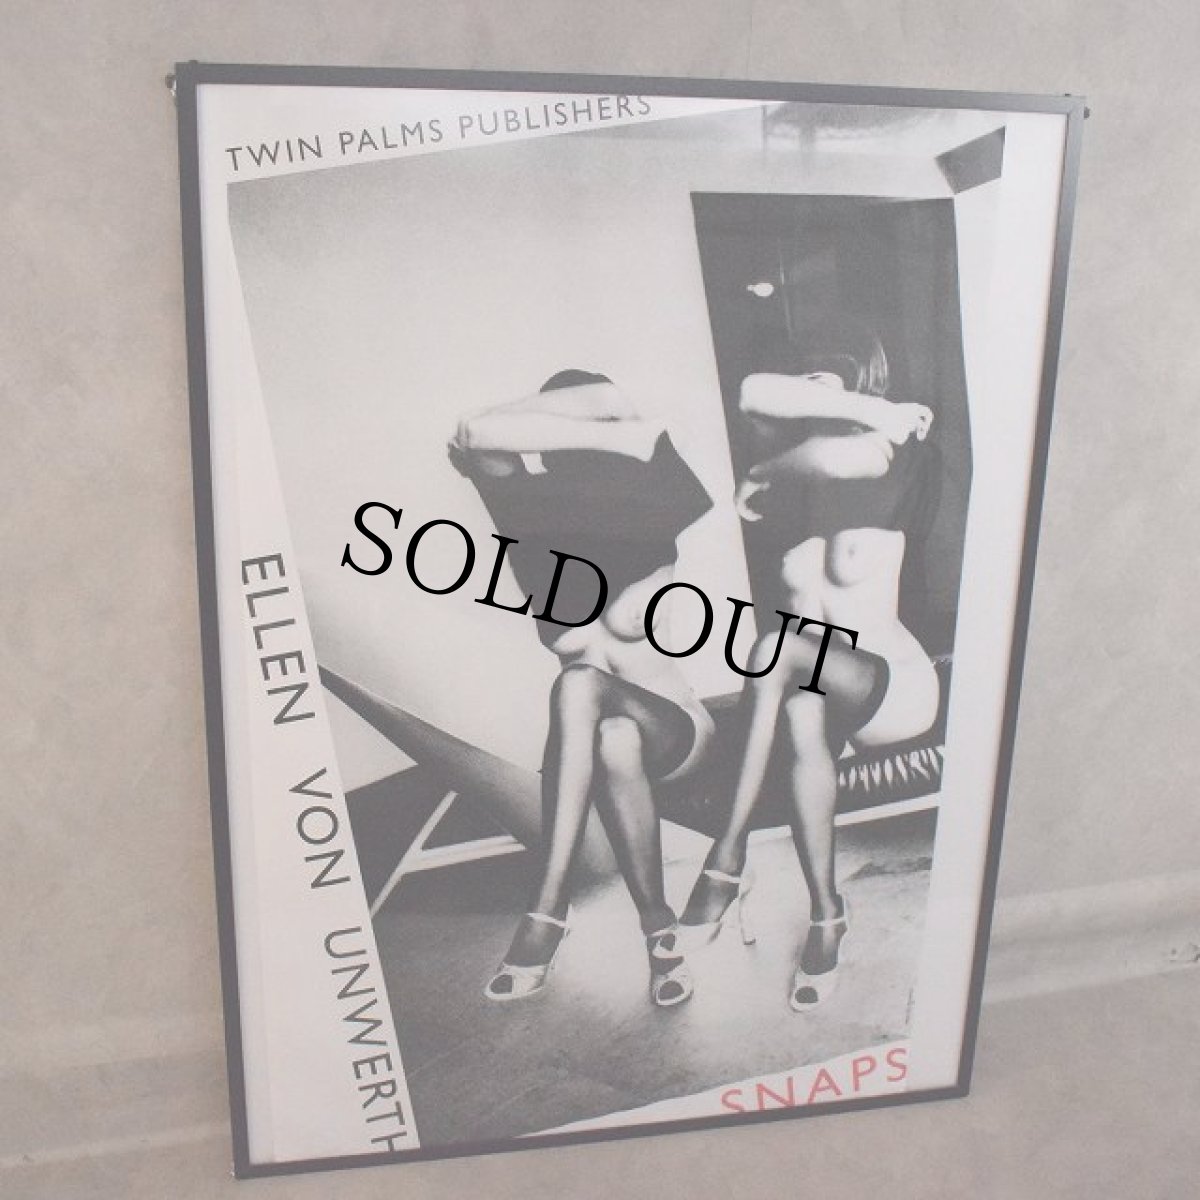 TWIN PALMS PUBLISHERS
ELLEN VON UNWERTH
SOLD OUT
SNAPS